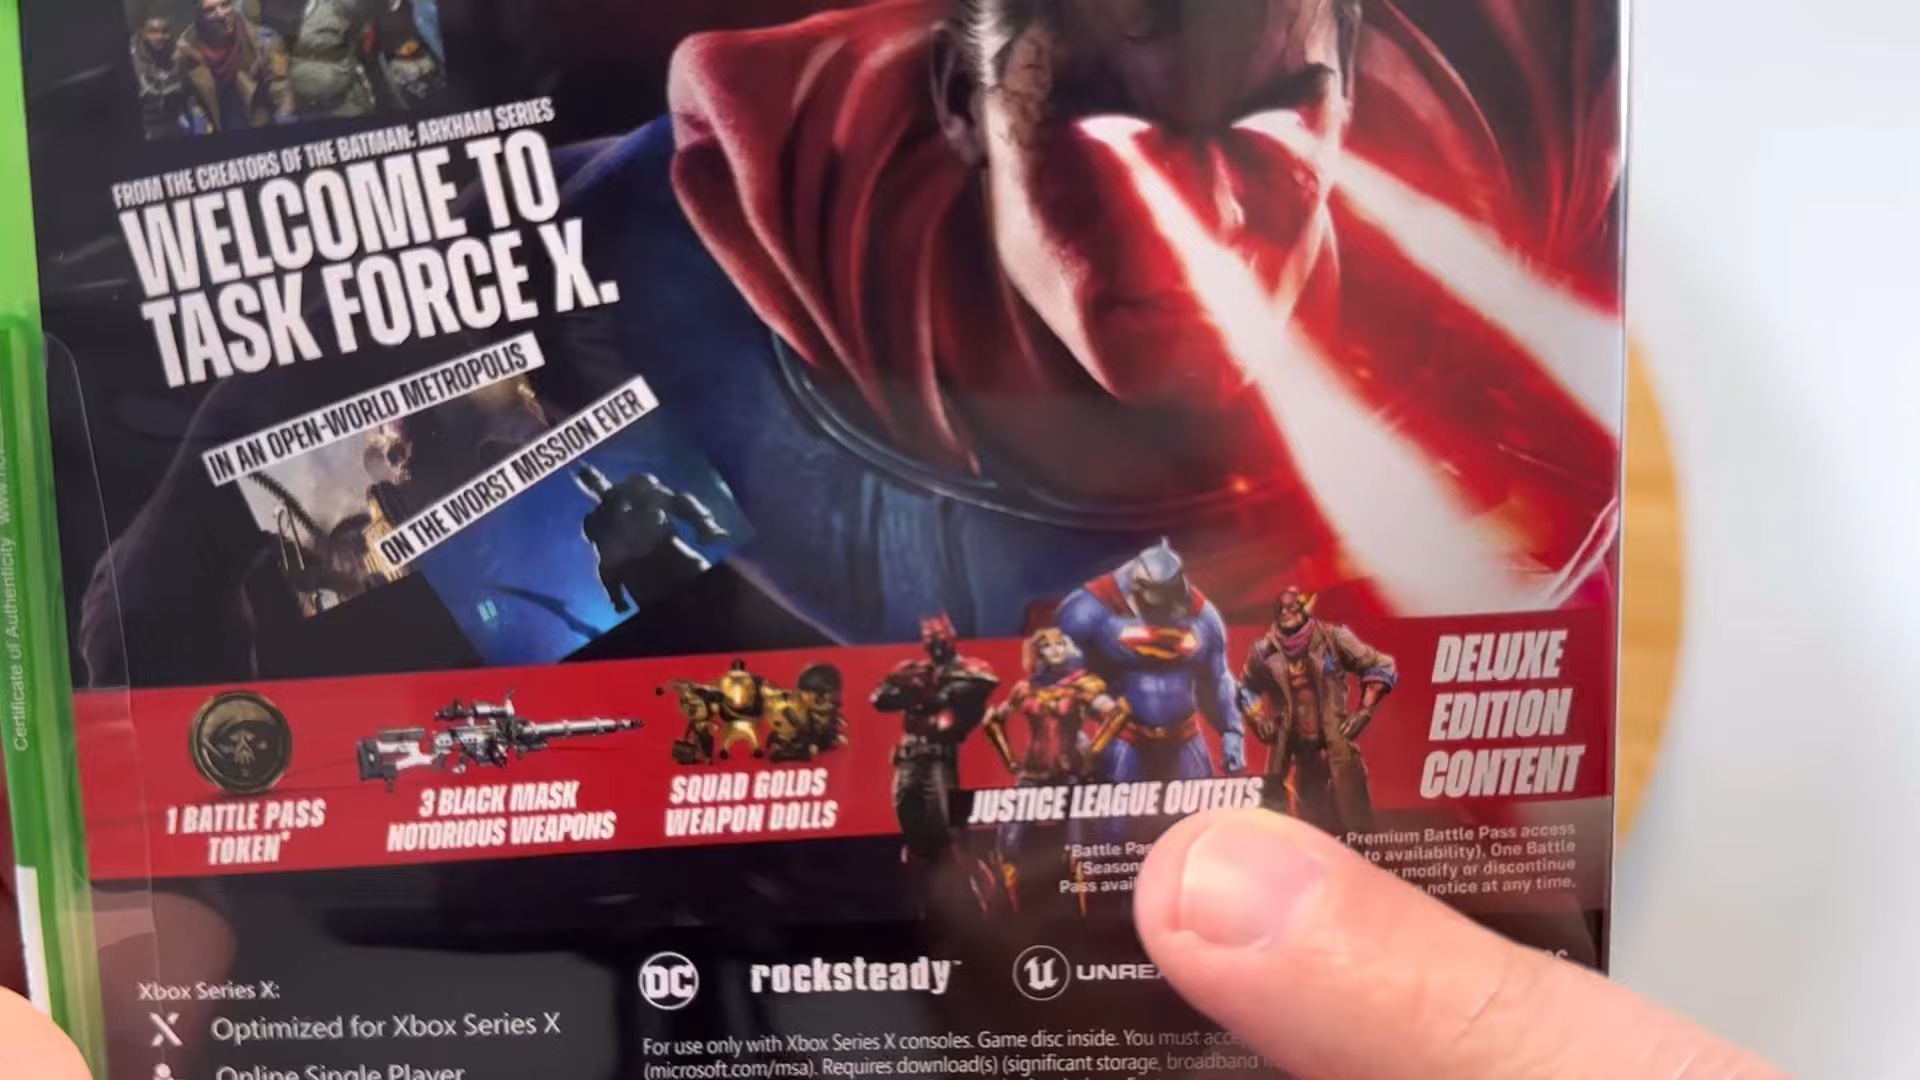 FROM THE CREATORS OF THE BATMAN: ARKHAM SERIES
WELCOME TO
TASK FORCE X.
IN AN OPEN-WORLD METROPOLIS
ON THE WORST MISSION EVER
1 BATTLE PASS
TOKEN*
3 BLACK MASK
NOTORIOUS WEAPONS
SQUAD GOLDS
WEAPON DOLLS
JUSTICE LEAGUE OUTFITS
DELUXE
EDITION
CONTENT
*Battle Premium Battle Pass access
(Season to availability). One Battle
Pass modify or discontinue
notice at any time.
Certificate of Authenticity
DC
rocksteady™
Xbox Series X:
Optimized for Xbox Series X
Online Single Player
For use only with Xbox Series X consoles. Game disc inside. You must
(microsoft.com/msa). Requires download(s) (significant storage, broadband